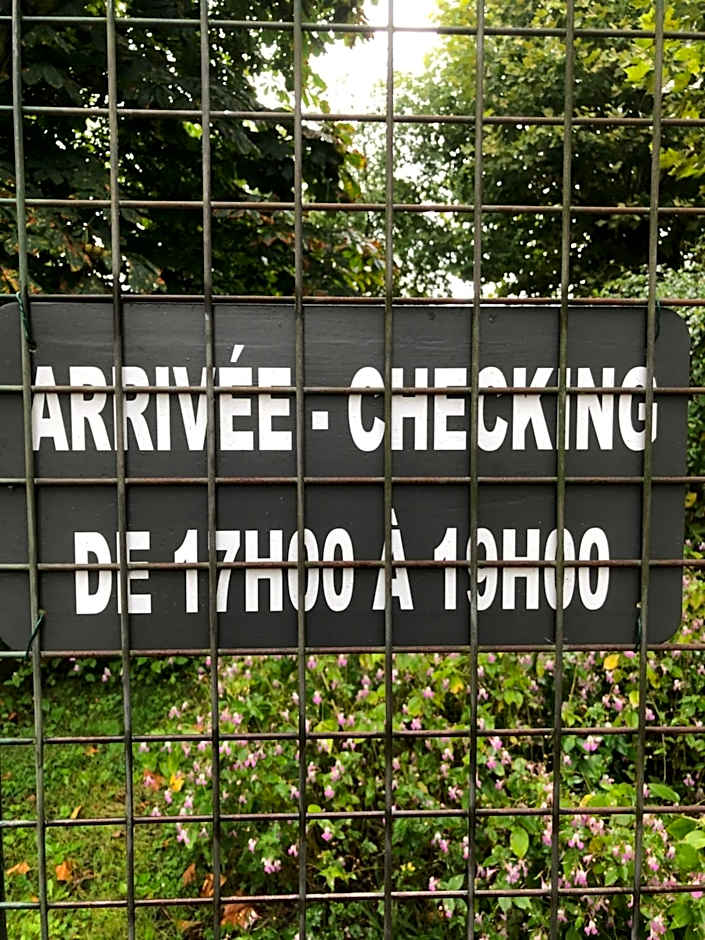 ARRIVÉE - CHECKING
DE 17H00 À 19H00